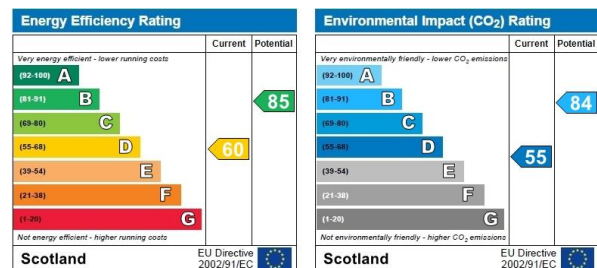 Energy Efficiency Rating
Current Potential
Very energy efficient - lower running costs
(92-100) A
(81-91) B
85
(69-80) C
(55-68) D
60
(39-54) E
(21-38) F
(1-20) G
Not energy efficient - higher running costs
Scotland
EU Directive
2002/91/EC
Environmental Impact (CO₂) Rating
Current Potential
Very environmentally friendly - lower CO₂ emissions
(92-100) A
(81-91) B
84
(69-80) C
(55-68) D
55
(39-54) E
(21-38) F
(1-20) G
Not environmentally friendly - higher CO₂ emissions
Scotland
EU Directive
2002/91/EC